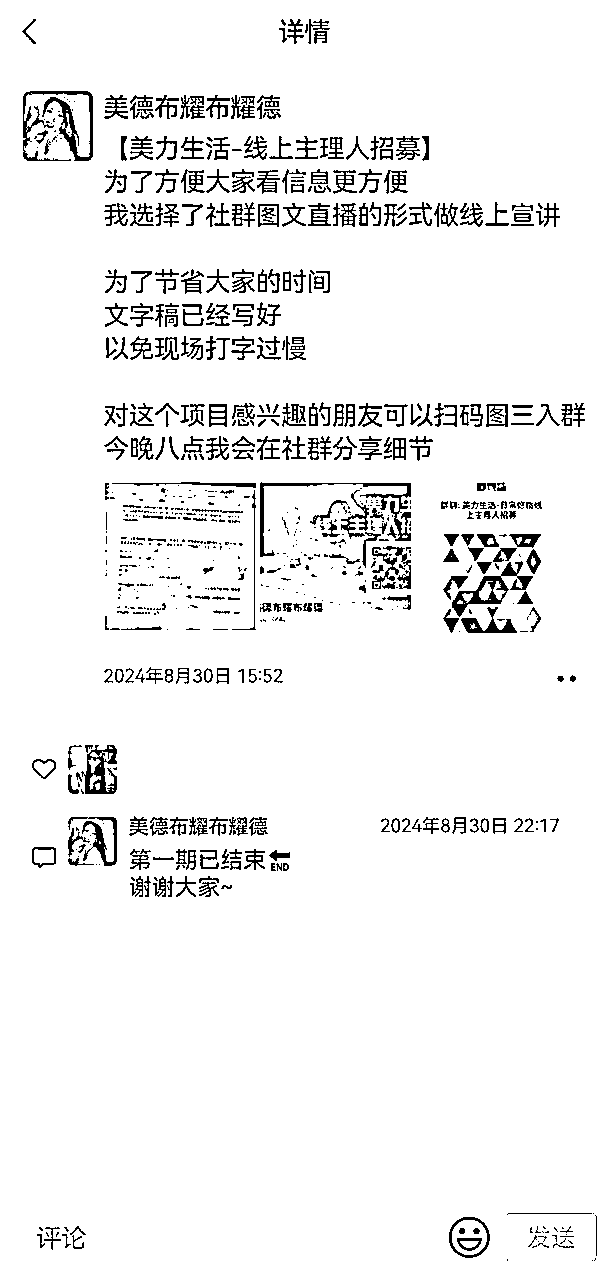 详情
美德布耀布耀德
【美力生活-线上主理人招募】
为了方便大家看信息更方便
我选择了社群图文直播的形式做线上宣讲
为了节省大家的时间
文字稿已经写好
以免现场打字过慢
对这个项目感兴趣的朋友可以扫码图三入群
今晚八点我会在社群分享细节
2024年8月30日 15:52
美德布耀布耀德
2024年8月30日 22:17
第一期已结束
END
谢谢大家~
评论
发送